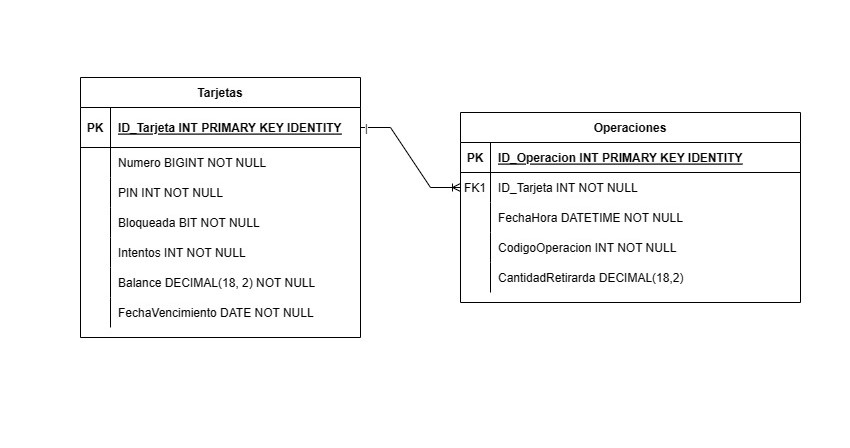 Tarjetas
PK ID_Tarjeta INT PRIMARY KEY IDENTITY
Numero BIGINT NOT NULL
PIN INT NOT NULL
Bloqueada BIT NOT NULL
Intentos INT NOT NULL
Balance DECIMAL(18, 2) NOT NULL
FechaVencimiento DATE NOT NULL
Operaciones
PK ID_Operacion INT PRIMARY KEY IDENTITY
FK1 ID_Tarjeta INT NOT NULL
FechaHora DATETIME NOT NULL
CodigoOperacion INT NOT NULL
CantidadRetirarda DECIMAL(18,2)